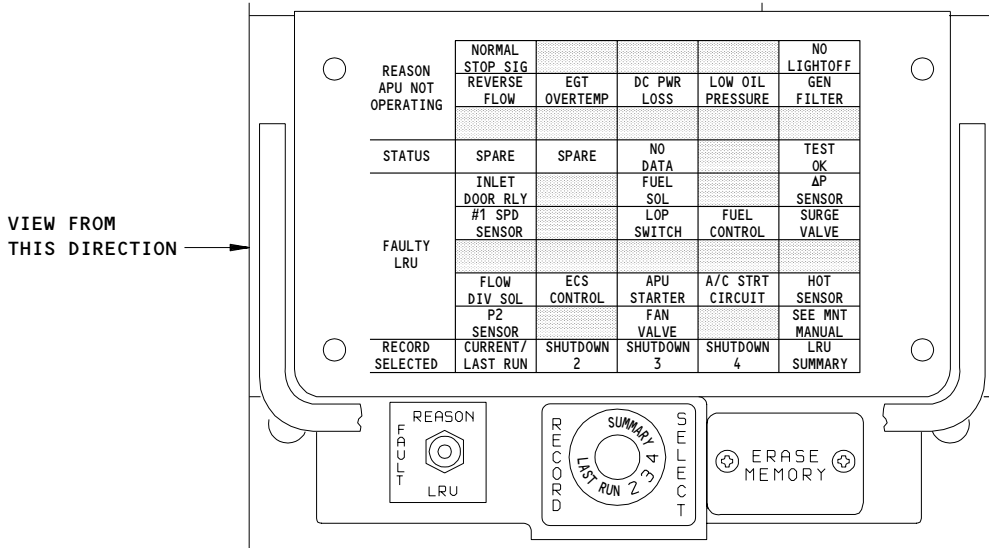 NORMAL NO
STOP SIG LIGHTOFF
REASON
APU NOT
OPERATING
REVERSE EGT DC PWR LOW OIL GEN
FLOW OVERTEMP LOSS PRESSURE FILTER
STATUS SPARE SPARE NO TEST
DATA OK
INLET FUEL ΔP
DOOR RLY SOL SENSOR
VIEW FROM
THIS DIRECTION
#1 SPD LOP FUEL SURGE
SENSOR SWITCH CONTROL VALVE
FAULTY
LRU
FLOW ECS APU A/C STRT HOT
DIV SOL CONTROL STARTER CIRCUIT SENSOR
P2 FAN SEE MNT
SENSOR VALVE MANUAL
RECORD CURRENT/ SHUTDOWN SHUTDOWN SHUTDOWN LRU
SELECTED LAST RUN 2 3 4 SUMMARY
REASON
FAULT
LRU
RECORD
SUMMARY
LAST RUN 2 3 4
SELECT
ERASE
MEMORY